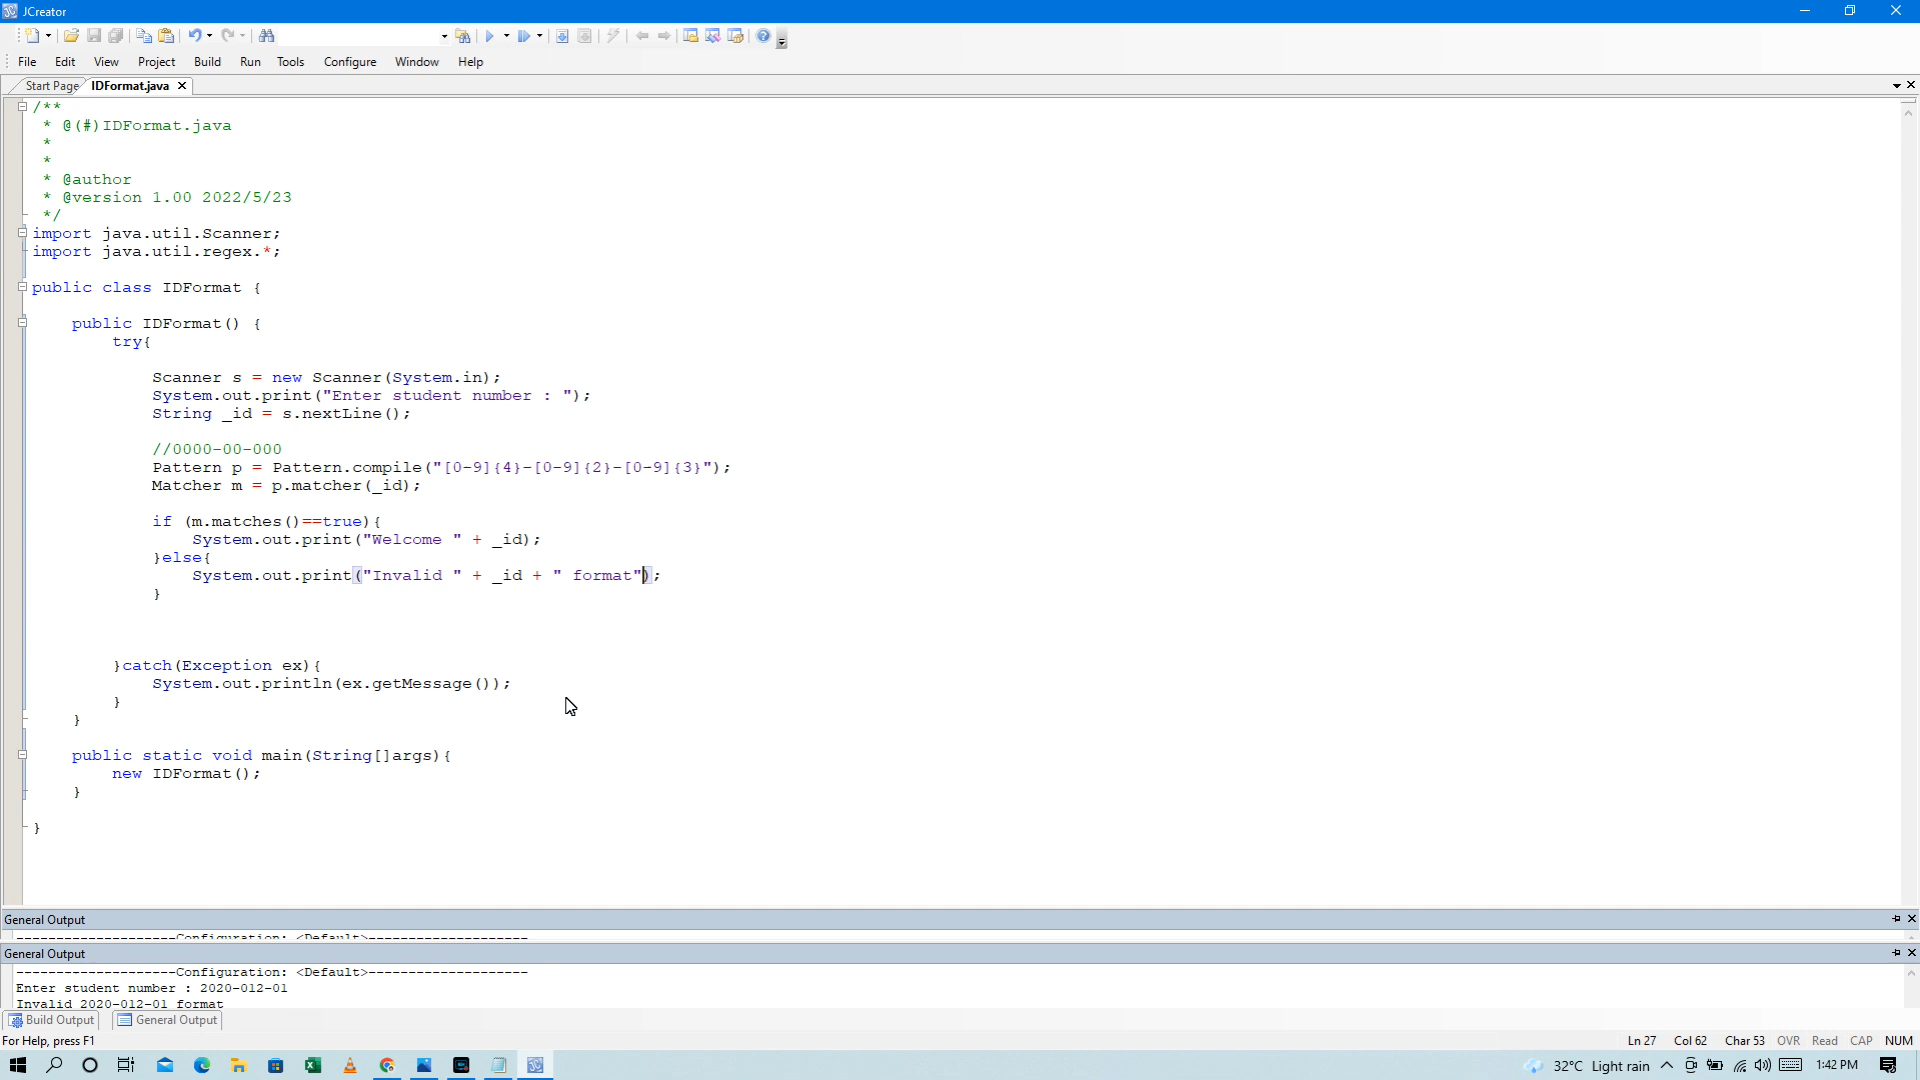 JCreator
File Edit View Project Build Run Tools Configure Window Help
Start Page IDFormat.java
/**
* @(#)IDFormat.java
*
*
* @author
* @version 1.00 2022/5/23
*/
import java.util.Scanner;
import java.util.regex.*;
public class IDFormat {
public IDFormat() {
try{
Scanner s = new Scanner(System.in);
System.out.print("Enter student number : ");
String _id = s.nextLine();
//0000-00-000
Pattern p = Pattern.compile("[0-9]{4}-[0-9]{2}-[0-9]{3}");
Matcher m = p.matcher(_id);
if (m.matches()==true){
System.out.print("Welcome " + _id);
}else{
System.out.print("Invalid " + _id + " format");
}
}catch(Exception ex){
System.out.println(ex.getMessage());
}
}
public static void main(String[]args){
new IDFormat();
}
}
General Output
--------------------Configuration: <Default>--------------------
General Output
--------------------Configuration: <Default>--------------------
Enter student number : 2020-012-01
Invalid 2020-012-01 format
Build Output General Output
For Help, press F1 Ln 27 Col 62 Char 53 OVR Read CAP NUM
32°C Light rain 1:42 PM